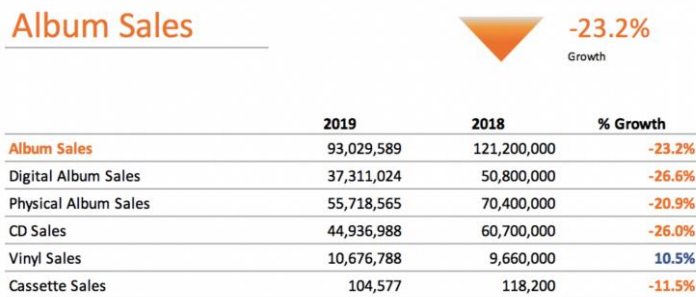 Album Sales
-23.2%
Growth
2019 2018 % Growth
Album Sales 93,029,589 121,200,000 -23.2%
Digital Album Sales 37,311,024 50,800,000 -26.6%
Physical Album Sales 55,718,565 70,400,000 -20.9%
CD Sales 44,936,988 60,700,000 -26.0%
Vinyl Sales 10,676,788 9,660,000 10.5%
Cassette Sales 104,577 118,200 -11.5%